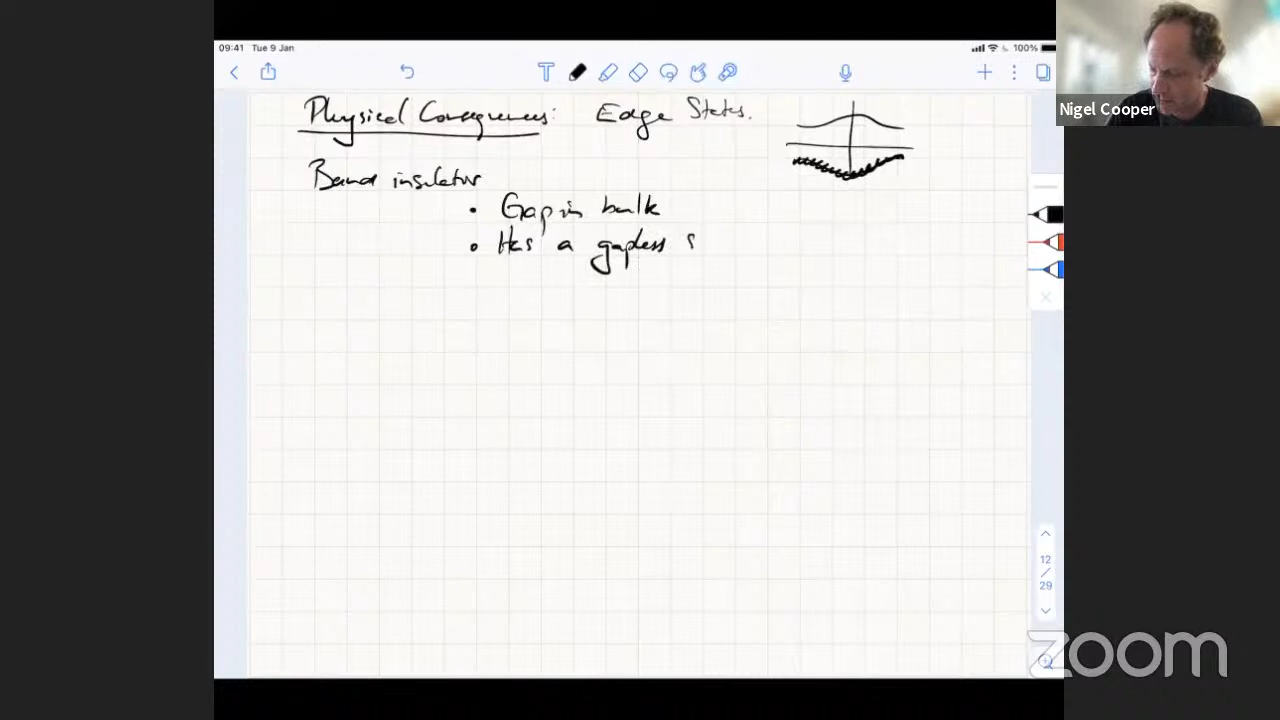 09:41 Tue 9 Jan 100%
Nigel Cooper
Physical Consequences: Edge States.
Band insulator
• Gap in bulk
• Has a gapless s
12
/
29
zoom